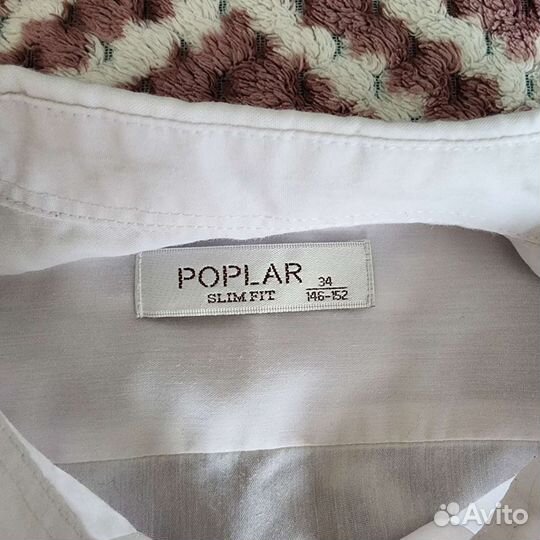 POPLAR
SLIM FIT
34
146-152
Avito